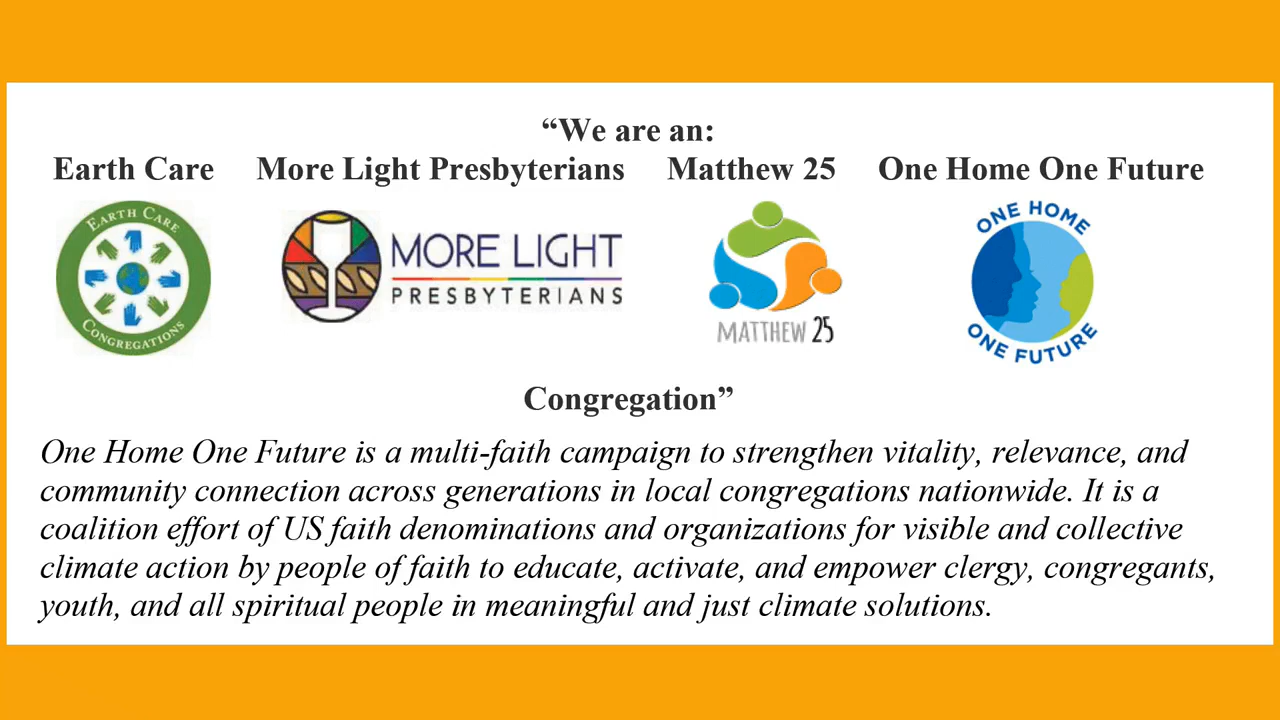 “We are an:
Earth Care More Light Presbyterians Matthew 25 One Home One Future
EARTH CARE CONGREGATIONS
MORE LIGHT
PRESBYTERIANS
MATTHEW 25
ONE HOME
ONE FUTURE
Congregation”
One Home One Future is a multi-faith campaign to strengthen vitality, relevance, and
community connection across generations in local congregations nationwide. It is a
coalition effort of US faith denominations and organizations for visible and collective
climate action by people of faith to educate, activate, and empower clergy, congregants,
youth, and all spiritual people in meaningful and just climate solutions.